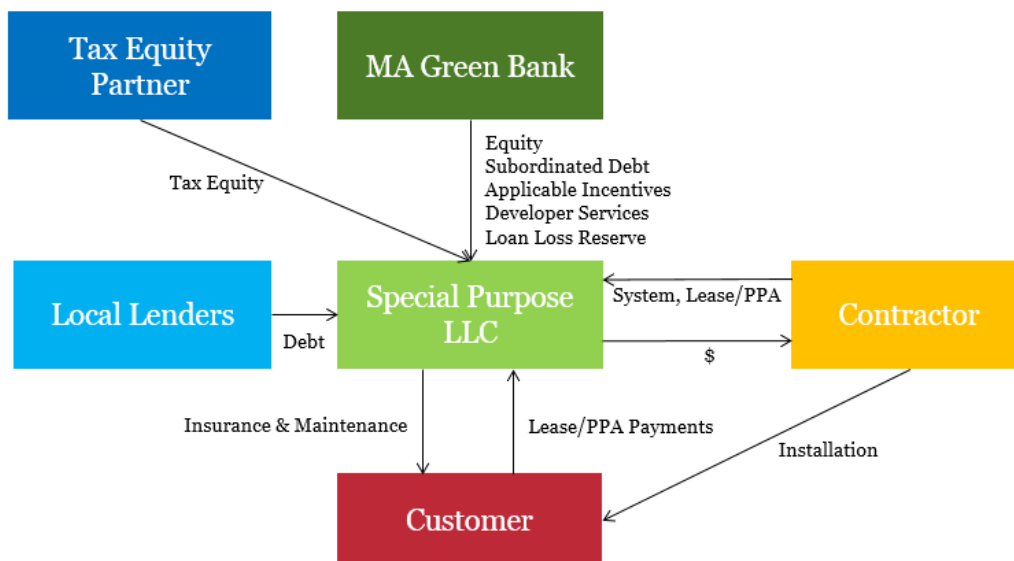 Tax Equity
Partner
MA Green Bank
Equity
Subordinated Debt
Applicable Incentives
Developer Services
Loan Loss Reserve
Tax Equity
Local Lenders
Debt
Special Purpose
LLC
System, Lease/PPA
$
Contractor
Insurance & Maintenance
Lease/PPA Payments
Installation
Customer